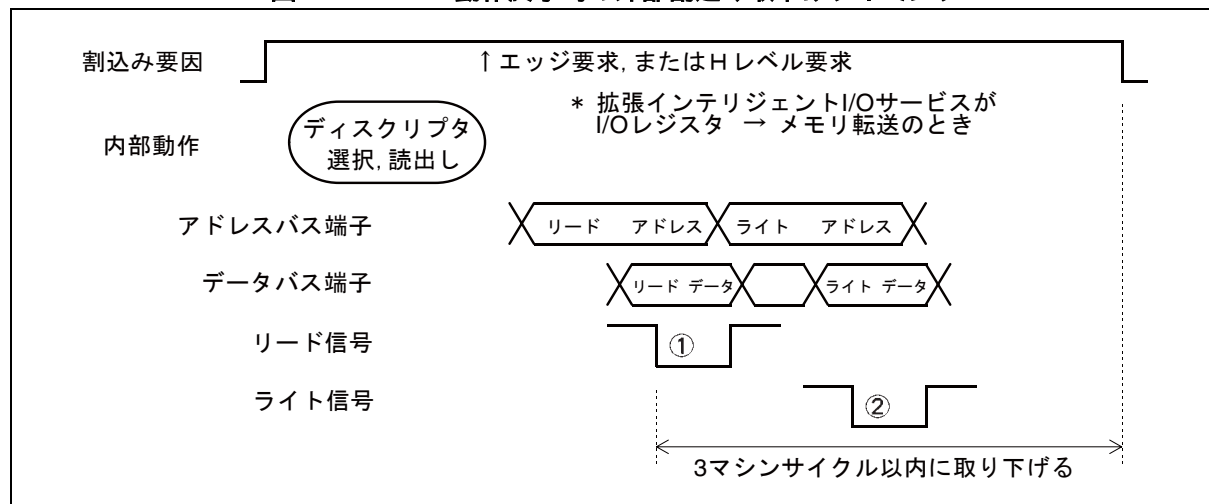 割込み要因
↑エッジ要求, またはHレベル要求
* 拡張インテリジェントI/Oサービスが
I/Oレジスタ → メモリ転送のとき
内部動作
ディスクリプタ
選択, 読出し
アドレスバス端子
リード アドレス
ライト アドレス
データバス端子
リード データ
ライト データ
リード信号
①
ライト信号
②
3マシンサイクル以内に取り下げる